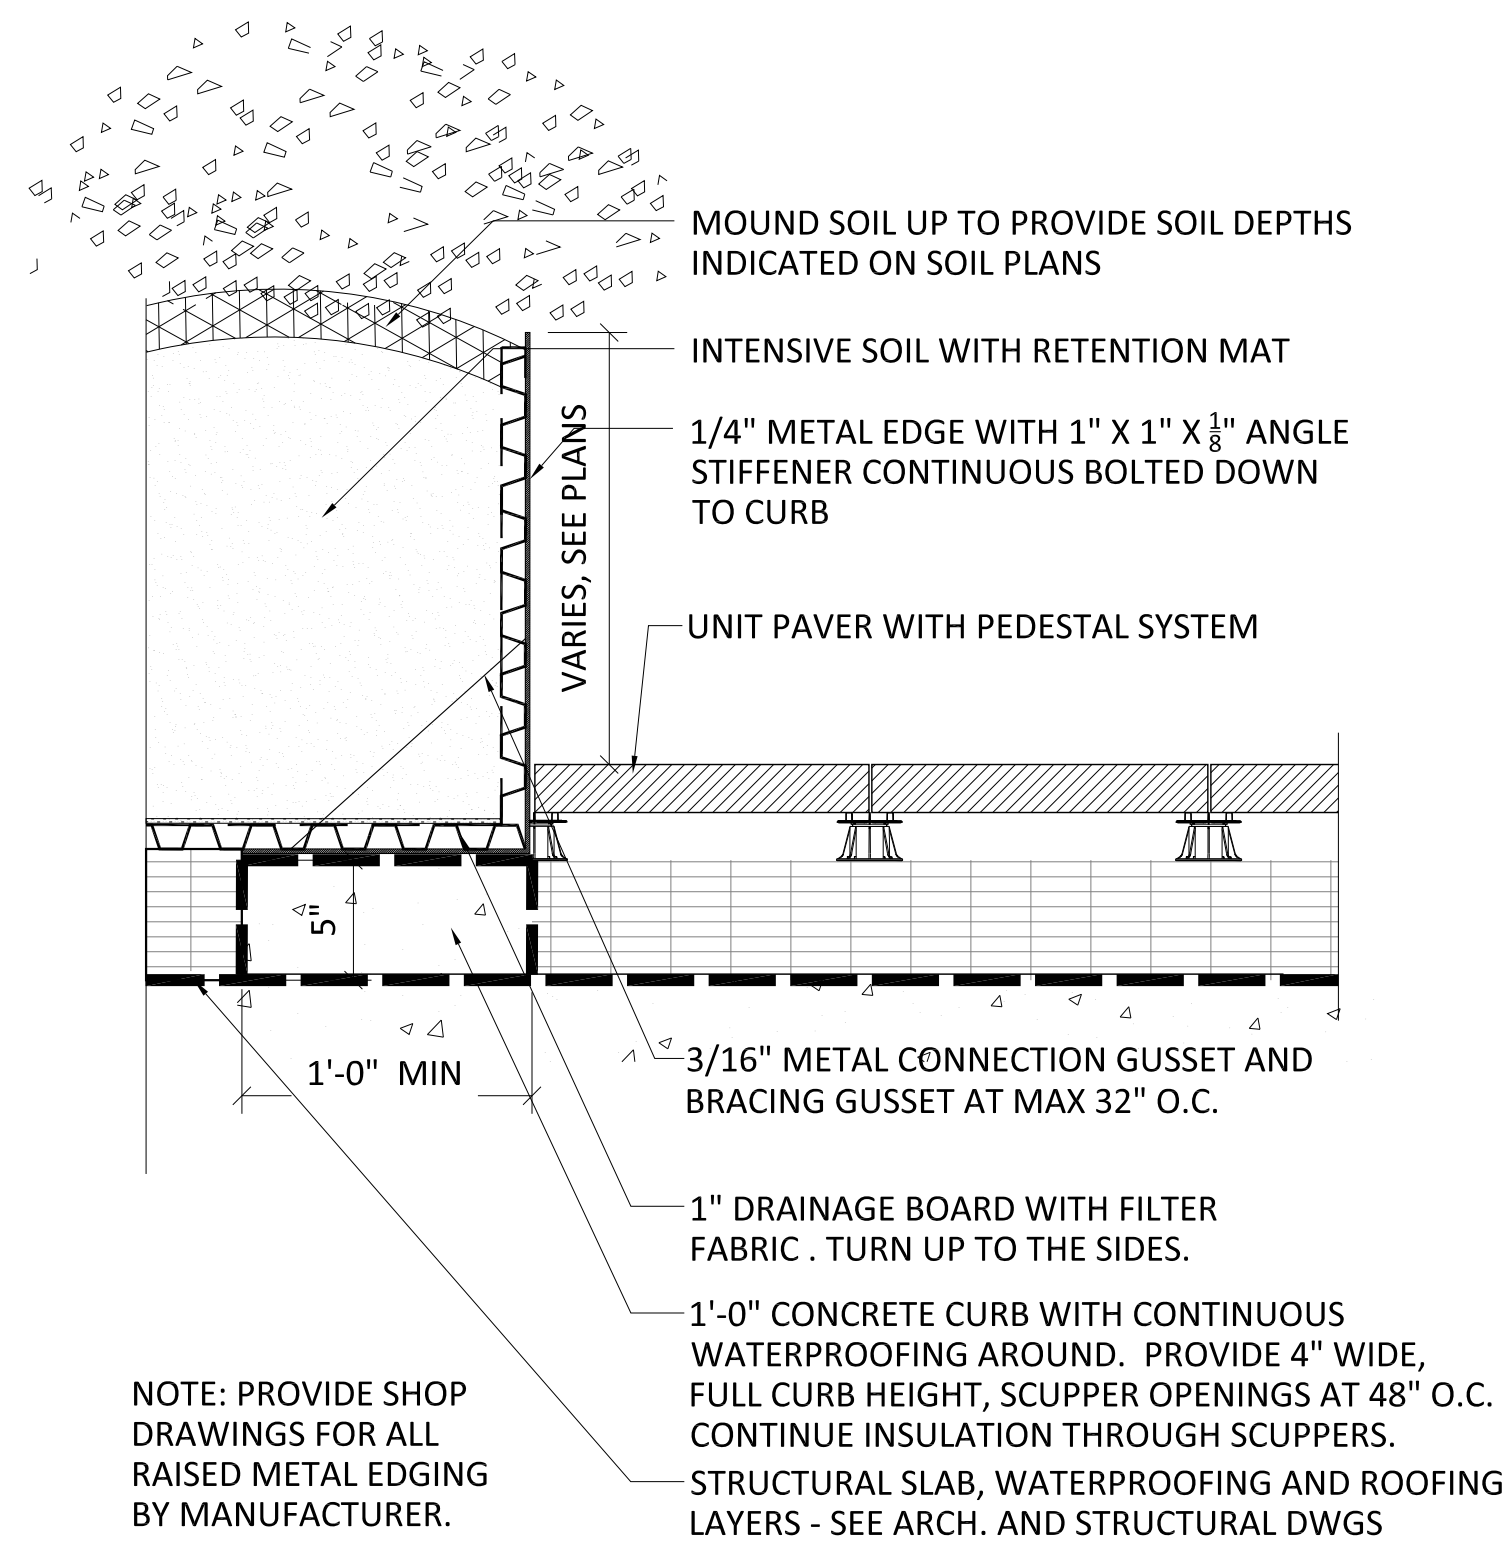 MOUND SOIL UP TO PROVIDE SOIL DEPTHS
INDICATED ON SOIL PLANS
INTENSIVE SOIL WITH RETENTION MAT
1/4" METAL EDGE WITH 1" X 1" X 1/8" ANGLE
STIFFENER CONTINUOUS BOLTED DOWN
TO CURB
VARIES, SEE PLANS
UNIT PAVER WITH PEDESTAL SYSTEM
5"
1'-0" MIN
3/16" METAL CONNECTION GUSSET AND
BRACING GUSSET AT MAX 32" O.C.
1" DRAINAGE BOARD WITH FILTER
FABRIC . TURN UP TO THE SIDES.
1'-0" CONCRETE CURB WITH CONTINUOUS
WATERPROOFING AROUND. PROVIDE 4" WIDE,
FULL CURB HEIGHT, SCUPPER OPENINGS AT 48" O.C.
CONTINUE INSULATION THROUGH SCUPPERS.
STRUCTURAL SLAB, WATERPROOFING AND ROOFING
LAYERS - SEE ARCH. AND STRUCTURAL DWGS
NOTE: PROVIDE SHOP
DRAWINGS FOR ALL
RAISED METAL EDGING
BY MANUFACTURER.